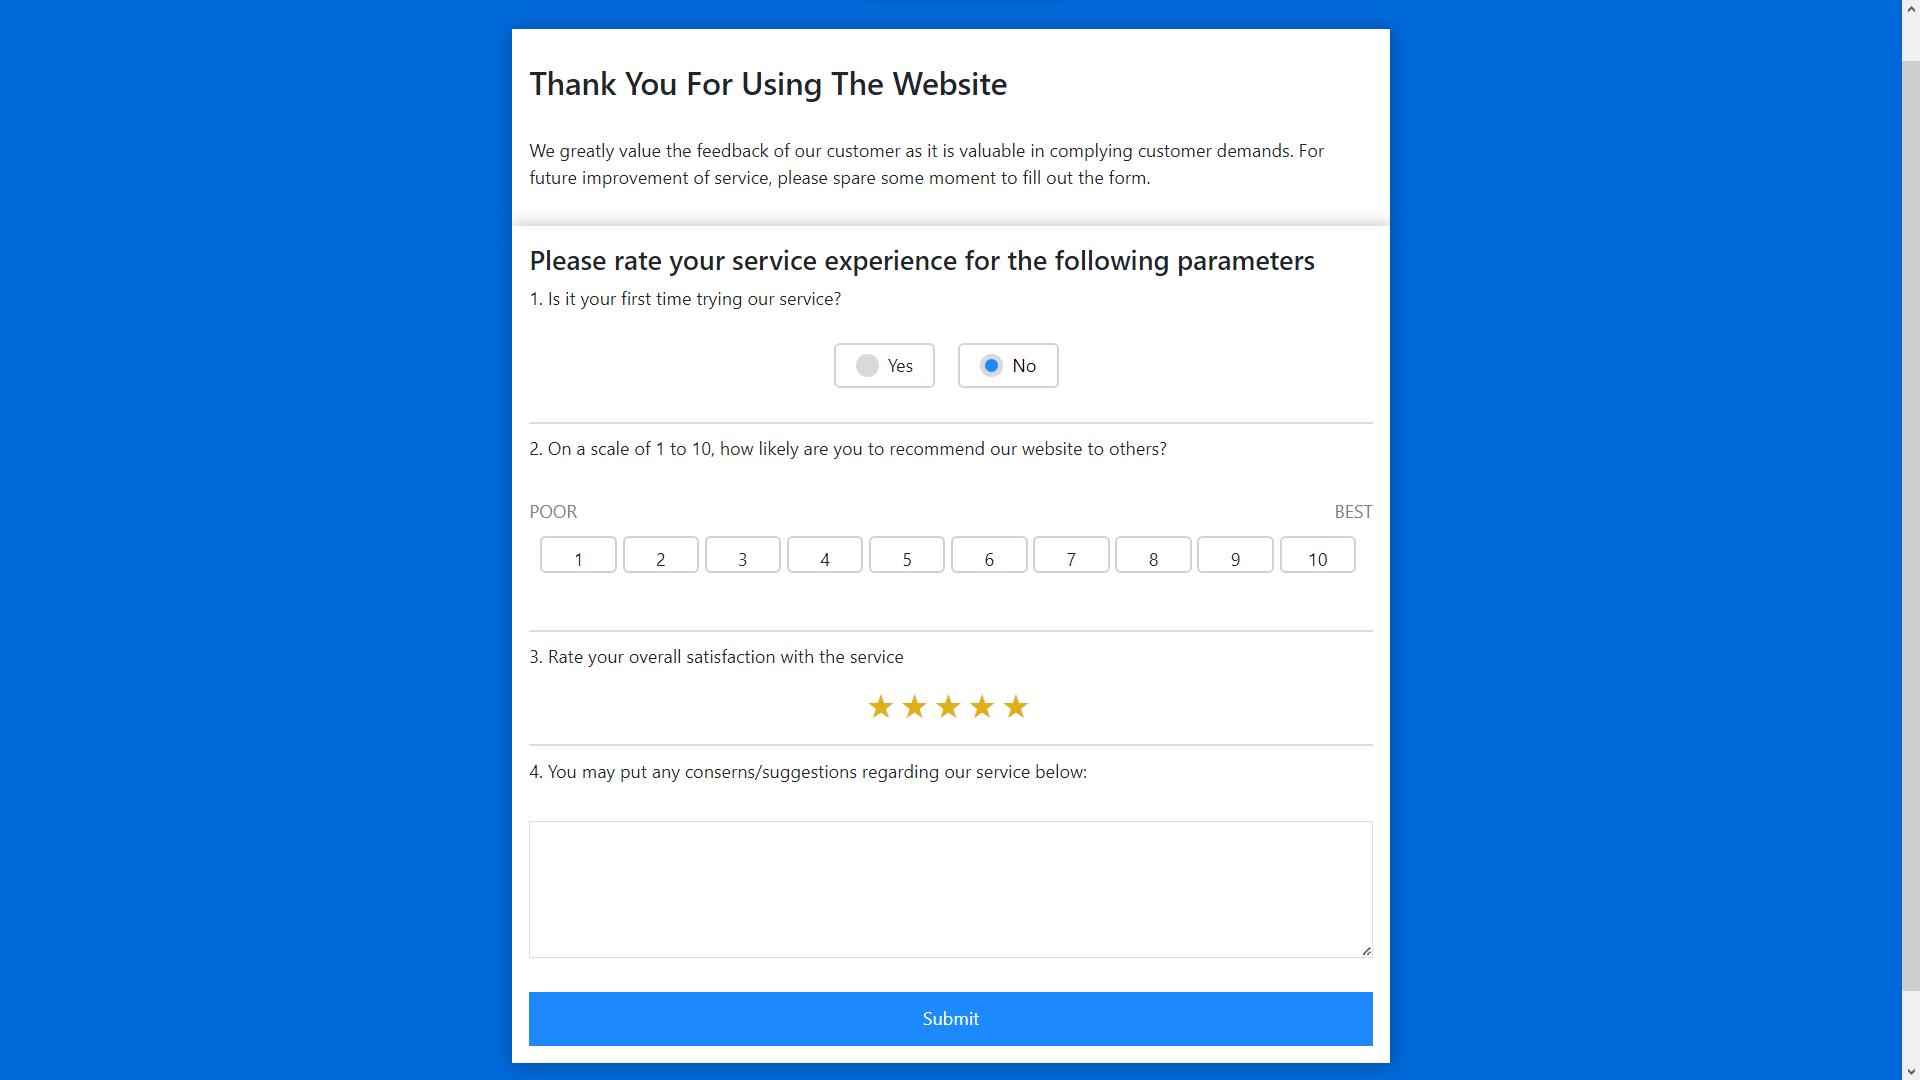 Thank You For Using The Website
We greatly value the feedback of our customer as it is valuable in complying customer demands. For
future improvement of service, please spare some moment to fill out the form.
Please rate your service experience for the following parameters
1. Is it your first time trying our service?
Yes No
2. On a scale of 1 to 10, how likely are you to recommend our website to others?
POOR BEST
1 2 3 4 5 6 7 8 9 10
3. Rate your overall satisfaction with the service
4. You may put any conserns/suggestions regarding our service below:
Submit